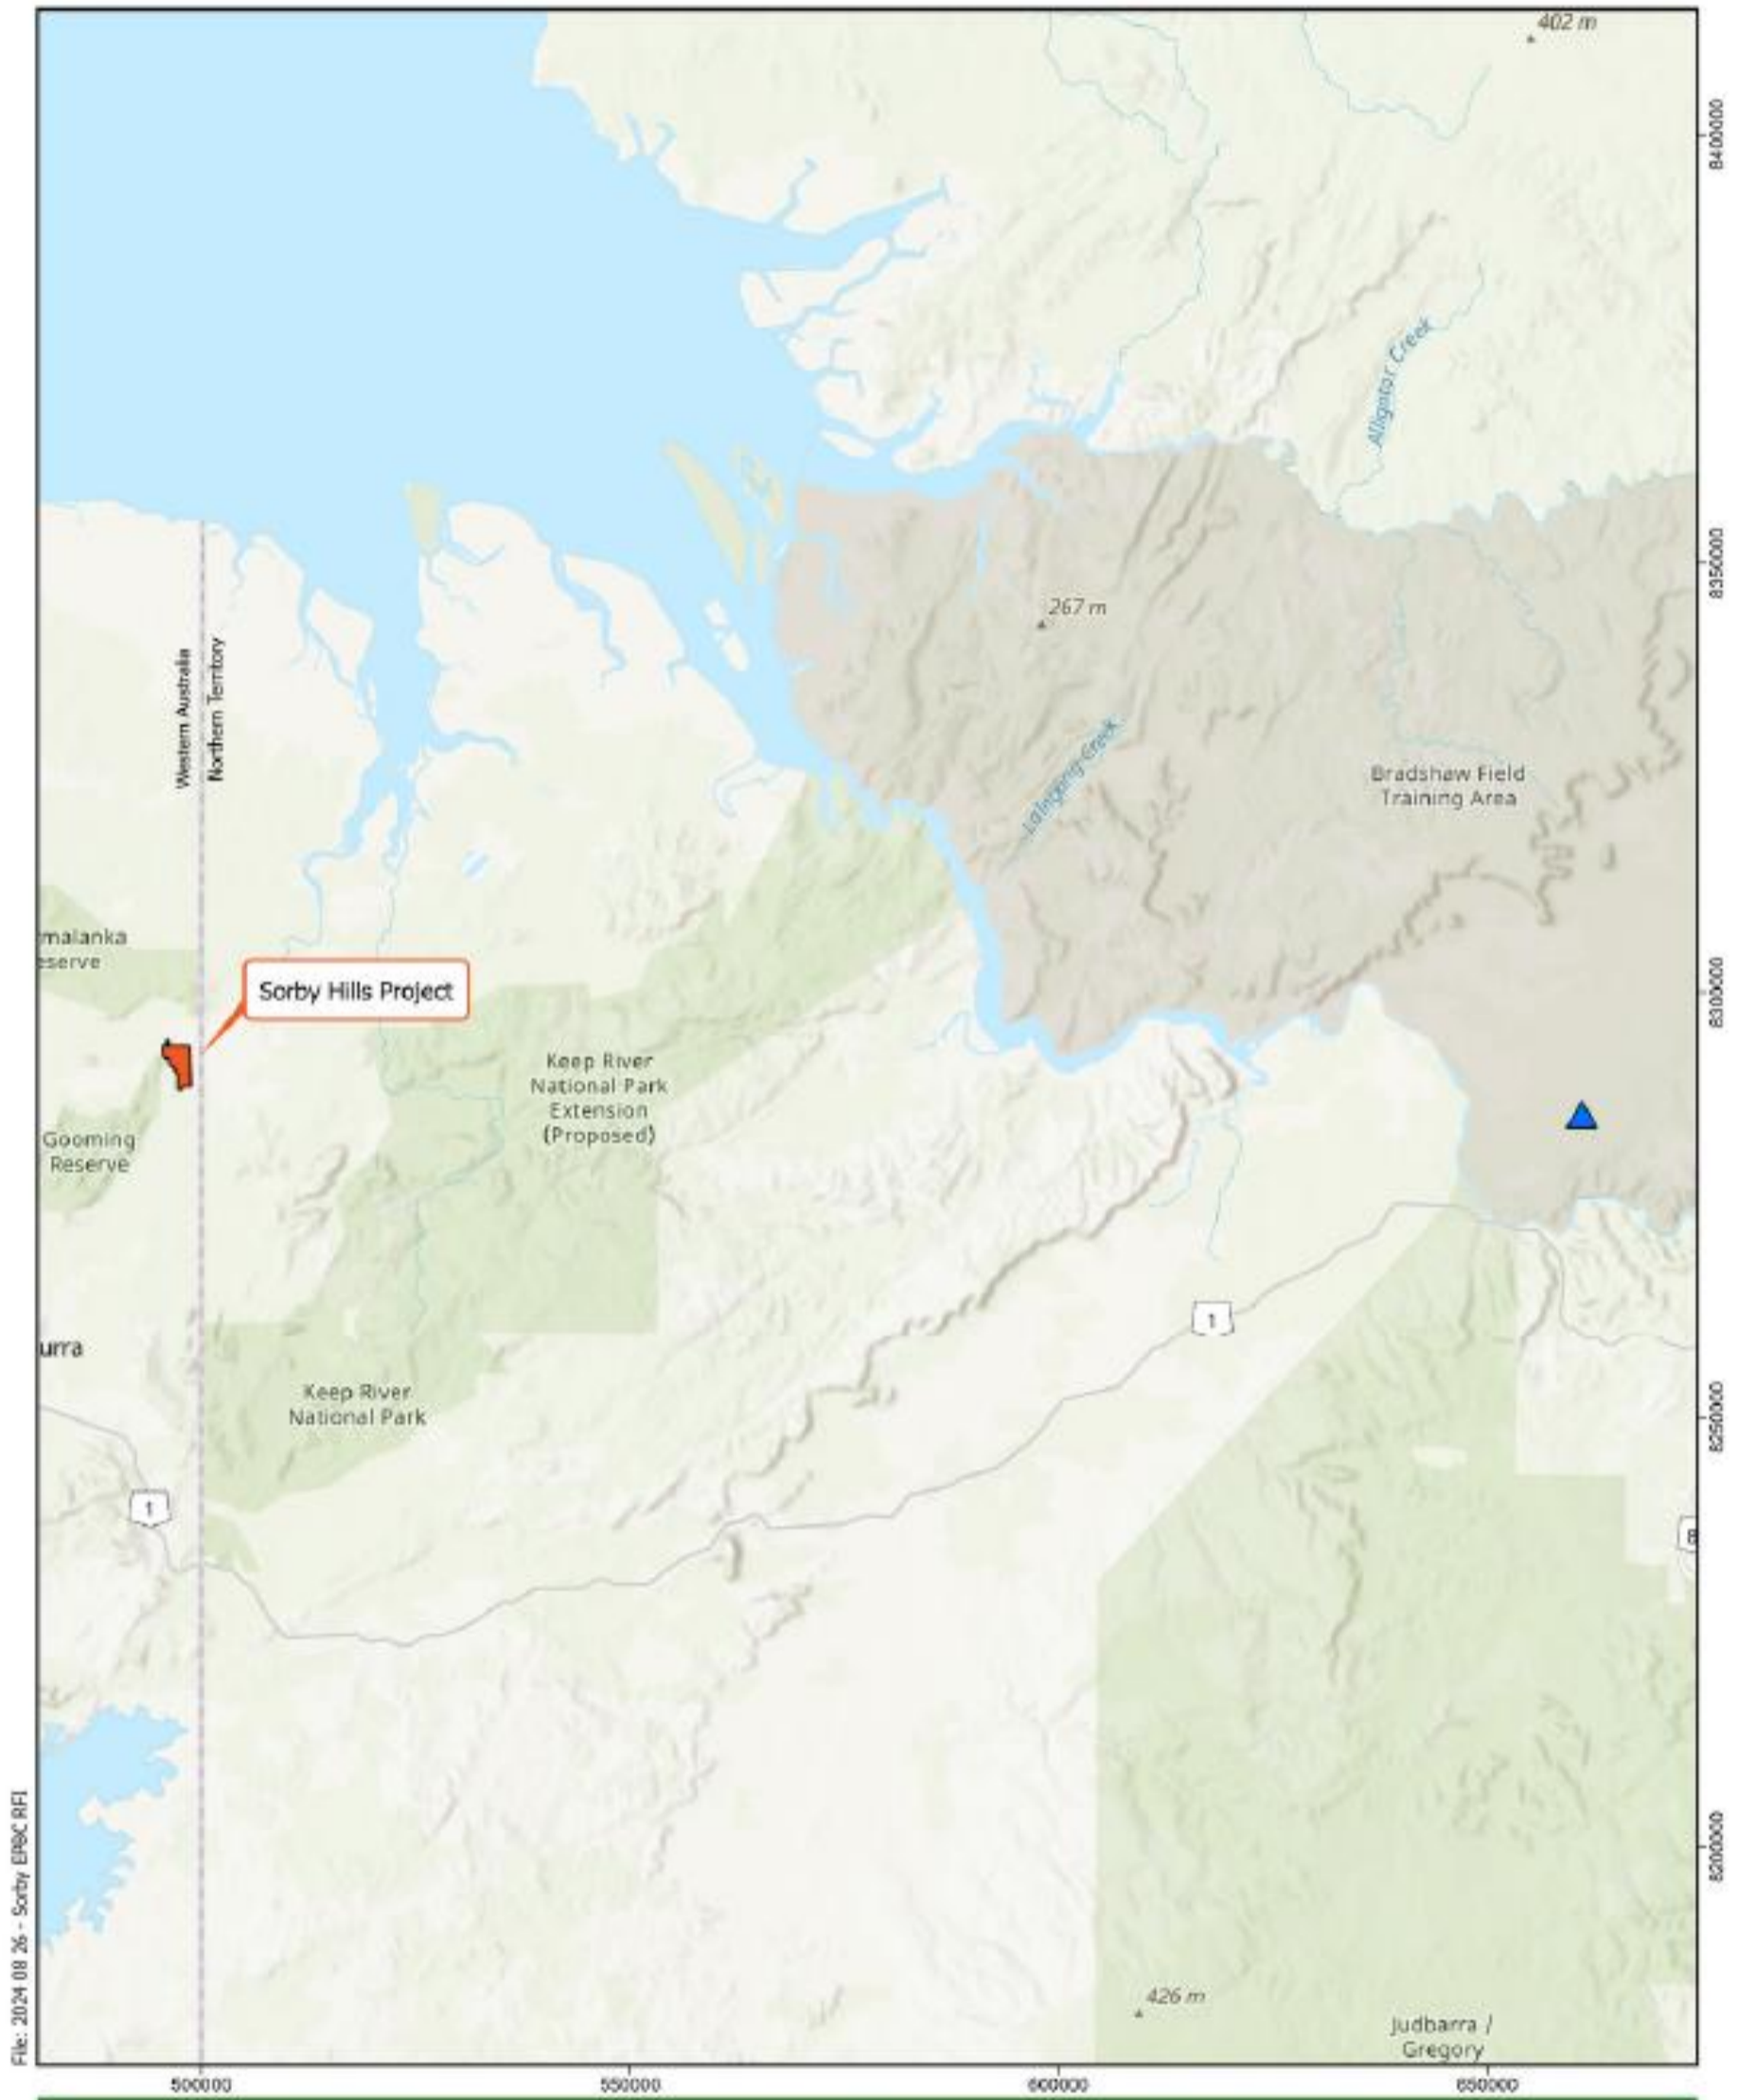 402 m
8400000
Alligator Creek
8350000
267 m
Western Australia
Northern Territory
Lalngang Creek
Bradshaw Field
Training Area
malanka
eserve
Sorby Hills Project
8300000
Keep River
National Park
Extension
(Proposed)
Gooming
Reserve
1
urra
Keep River
National Park
8250000
1
File: 2024 08 26 - Sorby EPBC RFI
8200000
426 m
Judbarra /
Gregory
500000
550000
600000
650000